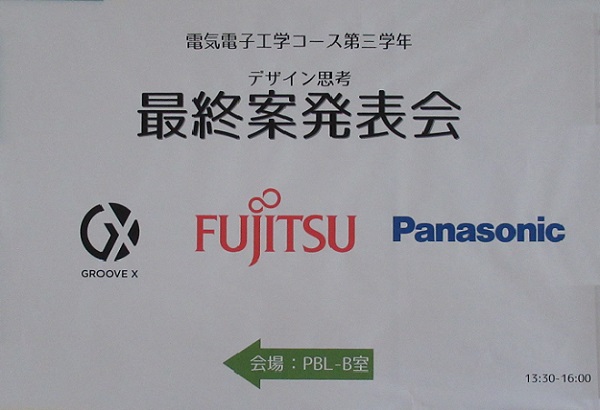 電気電子工学コース第三学年
デザイン思考
最終案発表会
GX
GROOVE X
FUJITSU
Panasonic
会場：PBL-B室
13:30-16:00